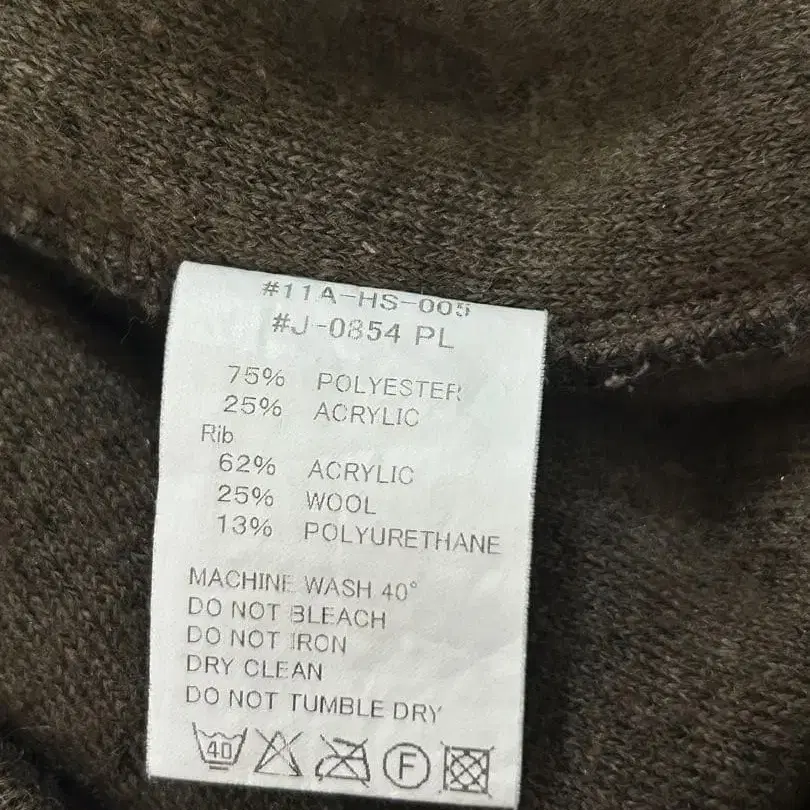 #11A-HS-005
#J-0854 PL
75% POLYESTER
25% ACRYLIC
Rib
62% ACRYLIC
25% WOOL
13% POLYURETHANE
MACHINE WASH 40°
DO NOT BLEACH
DO NOT IRON
DRY CLEAN
DO NOT TUMBLE DRY
40 F